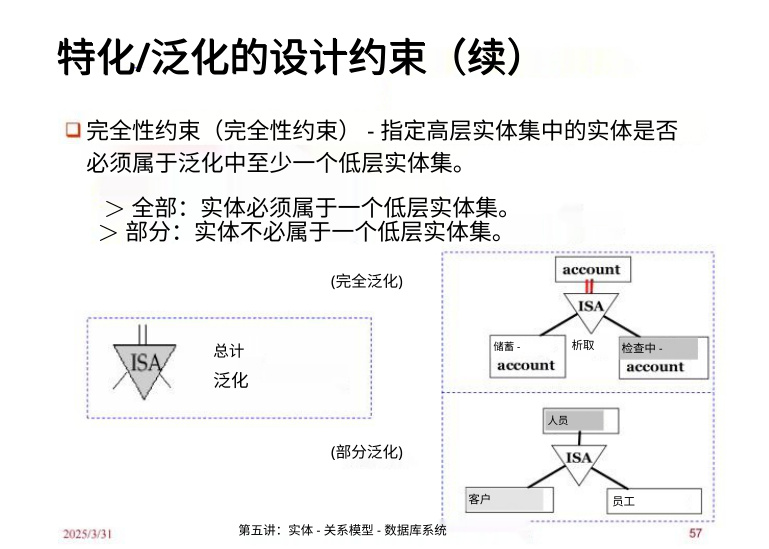 特化/泛化的设计约束（续）
完全性约束（完全性约束） - 指定高层实体集中的实体是否
必须属于泛化中至少一个低层实体集。
＞ 全部：实体必须属于一个低层实体集。
＞ 部分：实体不必属于一个低层实体集。
(完全泛化)
account
ISA
储蓄 -
account
析取
检查中 -
account
ISA
总计
泛化
(部分泛化)
人员
ISA
客户
员工
2025/3/31
第五讲：实体 - 关系模型 - 数据库系统
57